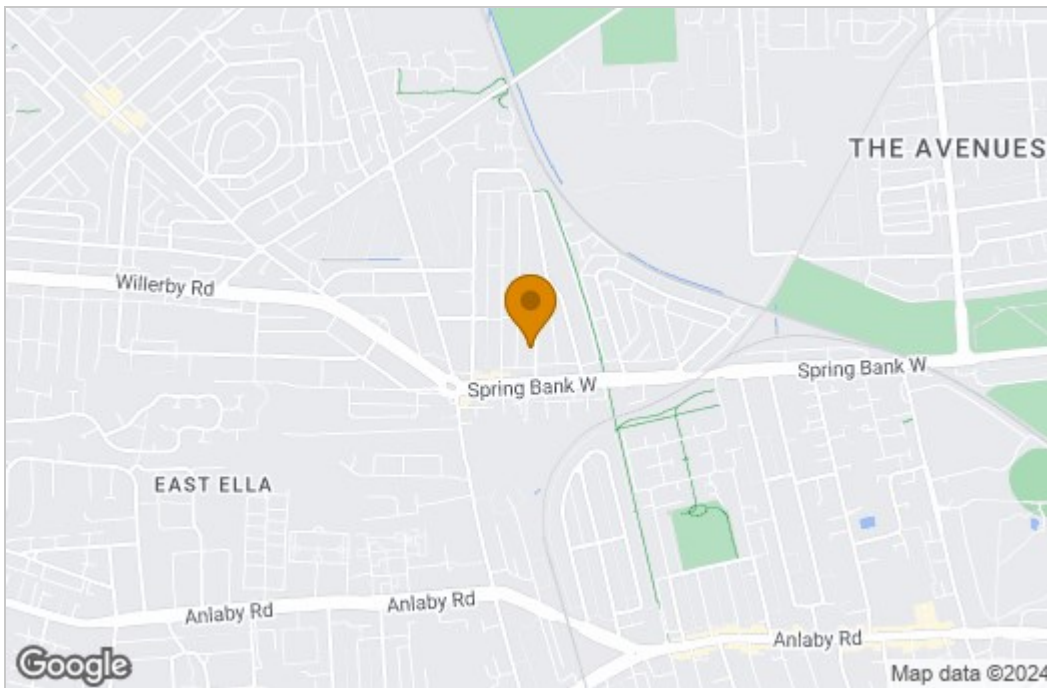 THE AVENUES
Willerby Rd
Spring Bank W
Spring Bank W
EAST ELLA
Anlaby Rd
Anlaby Rd
Anlaby Rd
Google
Map data ©2024